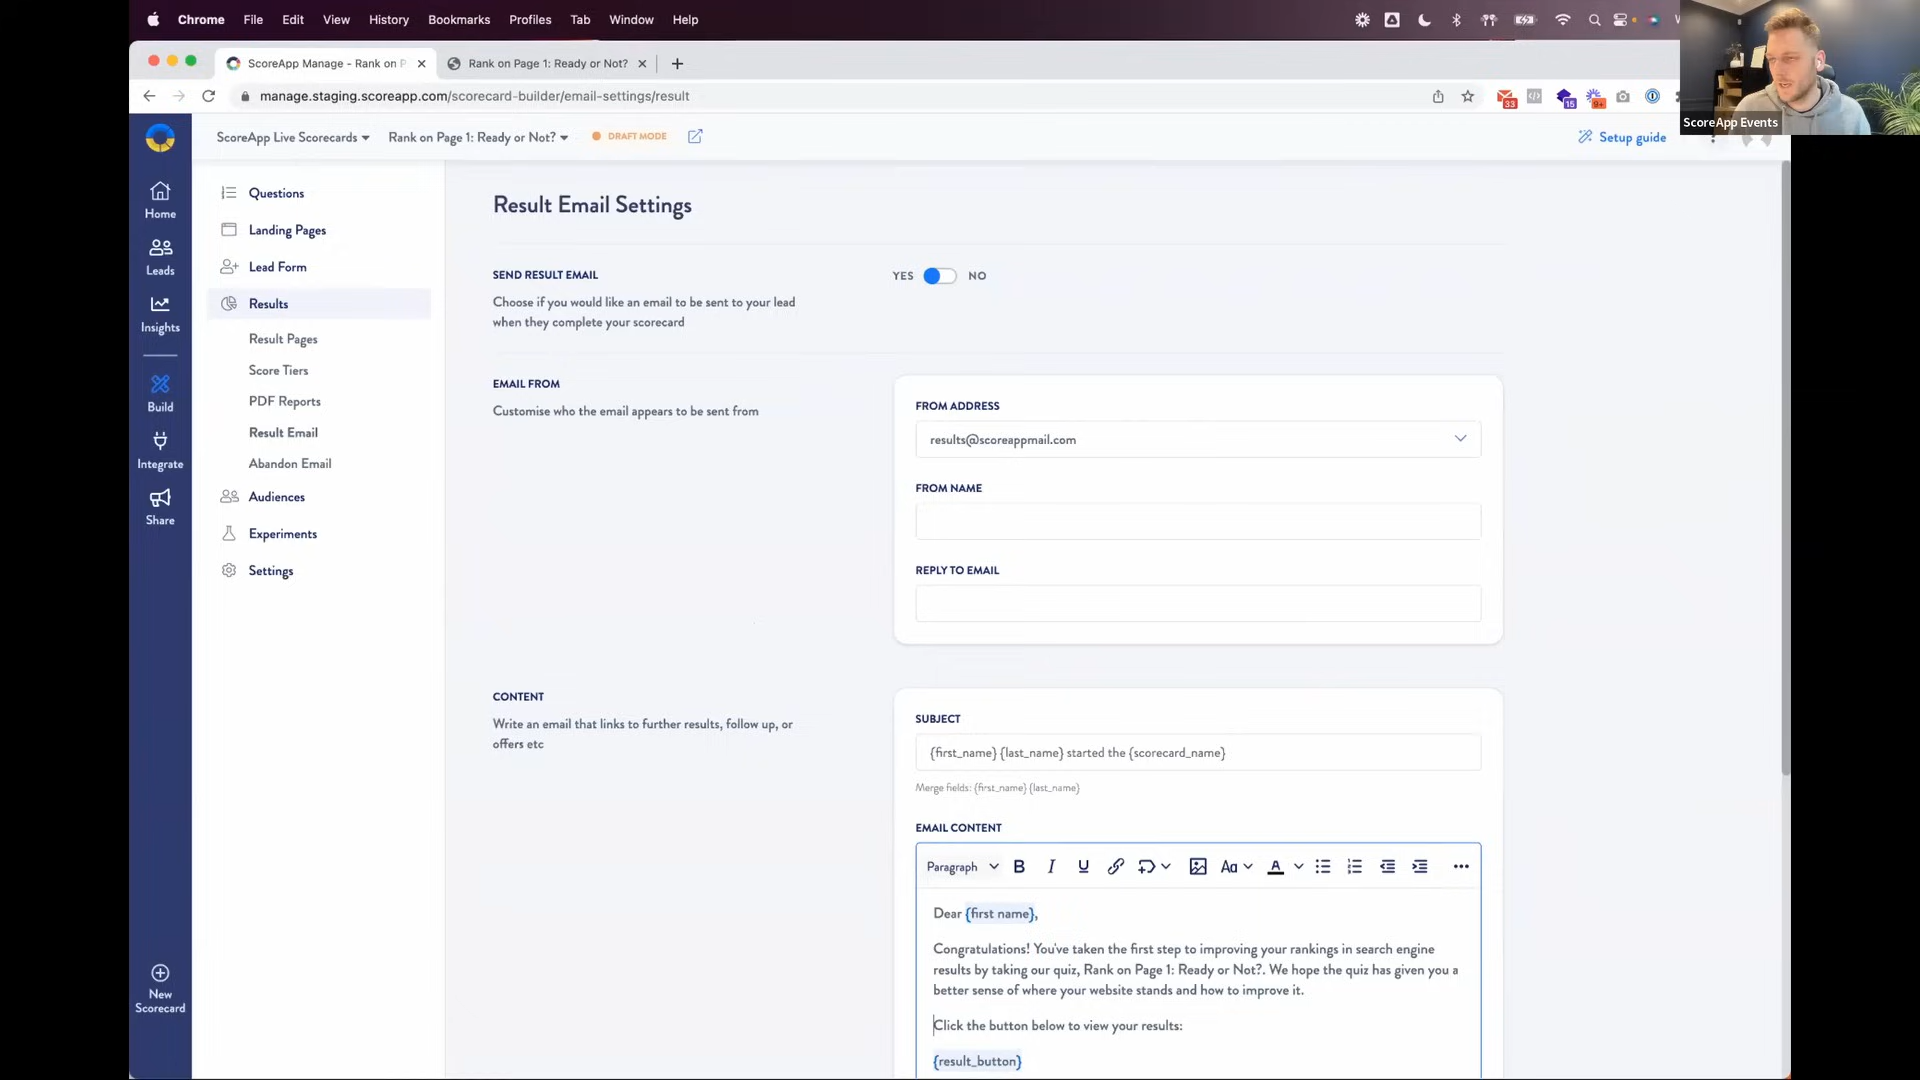 Chrome File Edit View History Bookmarks Profiles Tab Window Help
ScoreApp Manage - Rank on P
Rank on Page 1: Ready or Not?
manage.staging.scoreapp.com/scorecard-builder/email-settings/result
33
15
9+
ScoreApp Events
ScoreApp Live Scorecards
Rank on Page 1: Ready or Not?
DRAFT MODE
Setup guide
Home
Leads
Insights
Build
Integrate
Share
New
Scorecard
Questions
Landing Pages
Lead Form
Results
Result Pages
Score Tiers
PDF Reports
Result Email
Abandon Email
Audiences
Experiments
Settings
Result Email Settings
SEND RESULT EMAIL
Choose if you would like an email to be sent to your lead
when they complete your scorecard
YES NO
EMAIL FROM
Customise who the email appears to be sent from
FROM ADDRESS
results@scoreappmail.com
FROM NAME
REPLY TO EMAIL
CONTENT
Write an email that links to further results, follow up, or
offers etc
SUBJECT
{first_name} {last_name} started the {scorecard_name}
Merge fields: {first_name} {last_name}
EMAIL CONTENT
Paragraph B I U Aa A
Dear {first name},
Congratulations! You've taken the first step to improving your rankings in search engine
results by taking our quiz, Rank on Page 1: Ready or Not?. We hope the quiz has given you a
better sense of where your website stands and how to improve it.
Click the button below to view your results:
{result_button}